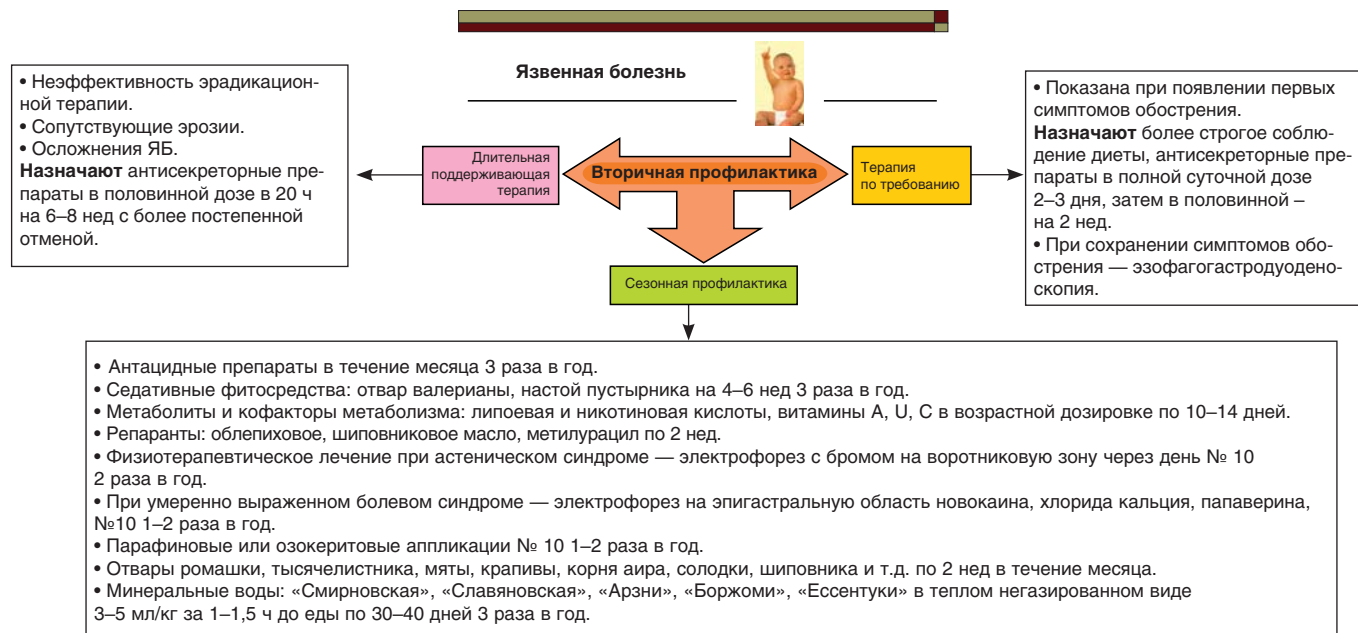 Язвенная болезнь
• Неэффективность эрадикацион-
ной терапии.
• Сопутствующие эрозии.
• Осложнения ЯБ.
Назначают антисекреторные пре-
параты в половинной дозе в 20 ч
на 6–8 нед с более постепенной
отменой.
Длительная
поддерживающая
терапия
Вторичная профилактика
Терапия
по требованию
• Показана при появлении первых
симптомов обострения.
Назначают более строгое соблю-
дение диеты, антисекреторные пре-
параты в полной суточной дозе
2–3 дня, затем в половинной –
на 2 нед.
• При сохранении симптомов обо-
стрения — эзофагогастродуодено-
скопия.
Сезонная профилактика
• Антацидные препараты в течение месяца 3 раза в год.
• Седативные фитосредства: отвар валерианы, настой пустырника на 4–6 нед 3 раза в год.
• Метаболиты и кофакторы метаболизма: липоевая и никотиновая кислоты, витамины А, U, С в возрастной дозировке по 10–14 дней.
• Репаранты: облепиховое, шиповниковое масло, метилурацил по 2 нед.
• Физиотерапевтическое лечение при астеническом синдроме — электрофорез с бромом на воротниковую зону через день № 10
2 раза в год.
• При умеренно выраженном болевом синдроме — электрофорез на эпигастральную область новокаина, хлорида кальция, папаверина,
№10 1–2 раза в год.
• Парафиновые или озокеритовые аппликации № 10 1–2 раза в год.
• Отвары ромашки, тысячелистника, мяты, крапивы, корня аира, солодки, шиповника и т.д. по 2 нед в течение месяца.
• Минеральные воды: «Смирновская», «Славяновская», «Арзни», «Боржоми», «Ессентуки» в теплом негазированном виде
3–5 мл/кг за 1–1,5 ч до еды по 30–40 дней 3 раза в год.